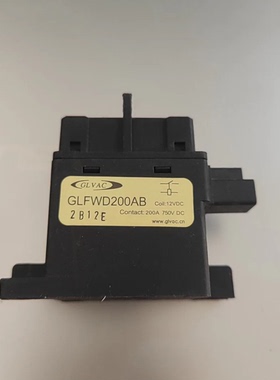 GLVAC
GLFWD200AB
Coil:12VDC
2B12E
Contact: 200A 750V DC
www.glvac.cn